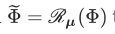 Φ̃ = ℛ_μ(Φ)